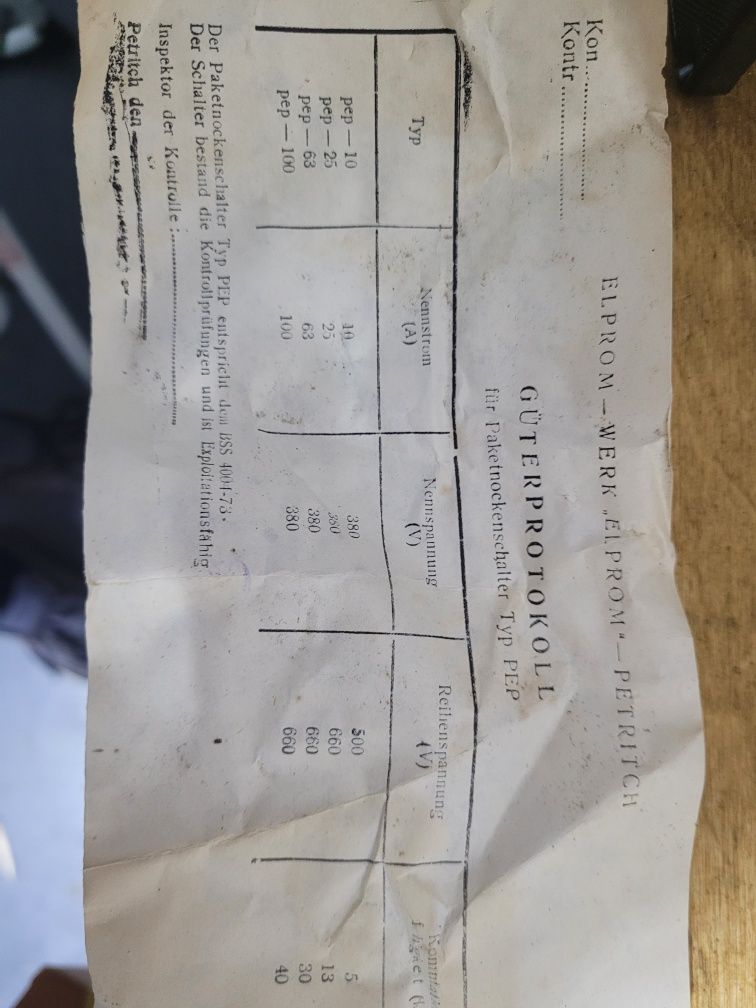 ELPROM — WERK „ELPROM“ — PETRITCH
Kon...................
Kontr ...................
GÜTERPROTOKOLL
für Paketnockenschalter Typ PEP
Typ Nennstrom (A) Nennspannung (V) Reihenspannung (V)
pep — 10 10 380 500 5
pep — 25 25 380 660 13
pep — 63 63 380 660 30
pep — 100 100 380 660 40
Der Paketnockenschalter Typ PEP entspricht dem BSS 4004-73.
Der Schalter bestand die Kontrollprüfungen und ist Exploitationsfähig.
Inspektor der Kontrolle :...................
Petritch den